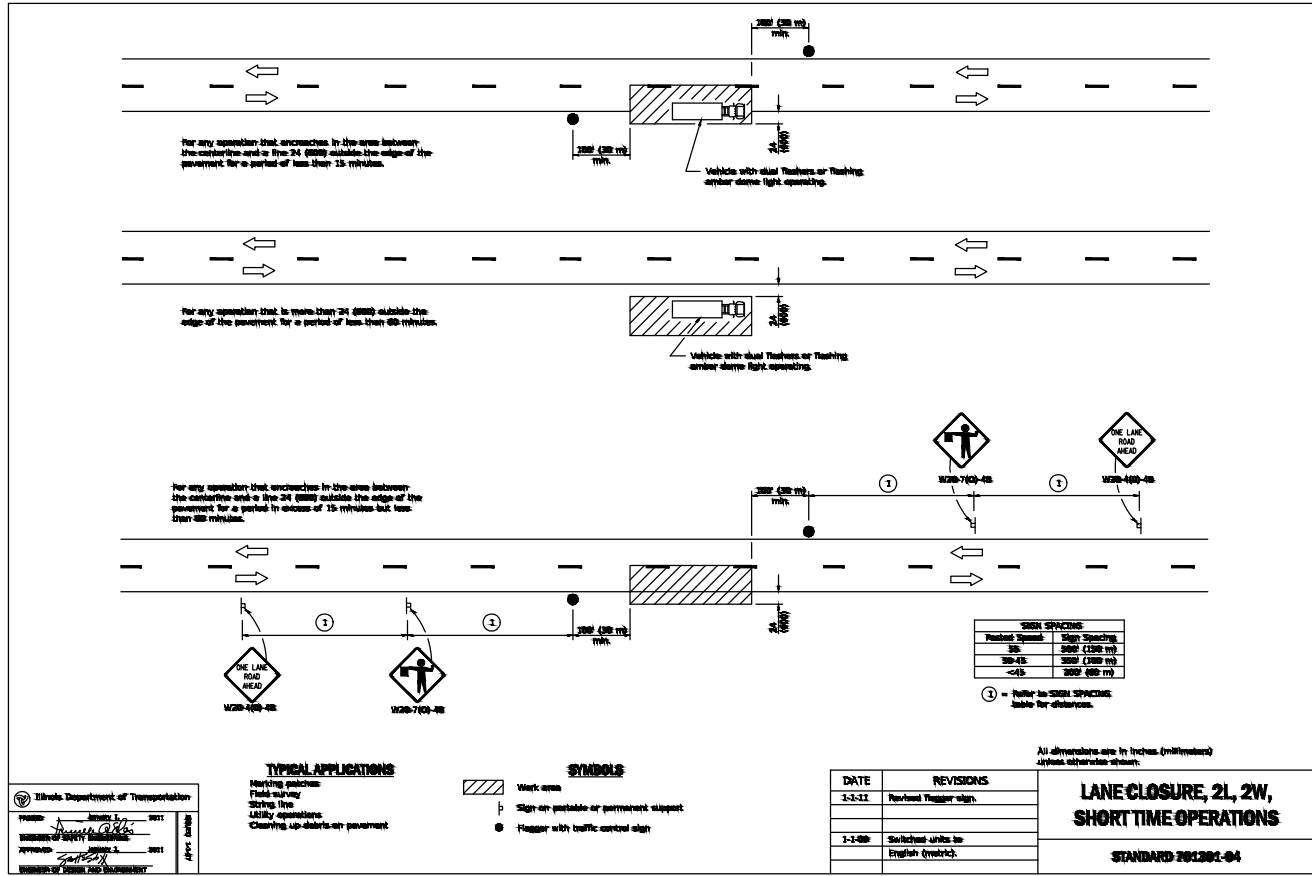 100' (30 m)
min.
For any operation that encroaches in the area between
the centerline and a line 24 (600) outside the edge of the
pavement for a period of less than 15 minutes.
100' (30 m)
min.
24
(600)
Vehicle with dual flashers or flashing
amber dome light operating.
For any operation that is more than 24 (600) outside the
edge of the pavement for a period of less than 60 minutes.
24
(600)
Vehicle with dual flashers or flashing
amber dome light operating.
ONE LANE
ROAD
AHEAD
For any operation that encroaches in the area between
the centerline and a line 24 (600) outside the edge of the
pavement for a period in excess of 15 minutes but less
than 60 minutes.
W20-7(O)-48
W20-4(O)-48
100' (30 m)
min.
1
1
1
1
100' (30 m)
min.
24
(600)
ONE LANE
ROAD
AHEAD
W20-4(O)-48
W20-7(O)-48
SIGN SPACING
Posted Speed Sign Spacing
55 500' (150 m)
50-45 350' (100 m)
<45 200' (60 m)
1 = Refer to SIGN SPACING
table for distances.
All dimensions are in inches (millimeters)
unless otherwise shown.
TYPICAL APPLICATIONS
Marking patches
Field survey
String line
Utility operations
Cleaning up debris on pavement
SYMBOLS
Work area
Sign on portable or permanent support
Flagger with traffic control sign
Illinois Department of Transportation
PASSED January 1, 2011
ENGINEER OF SAFETY ENGINEERING
APPROVED January 1, 2011
ENGINEER OF DESIGN AND ENVIRONMENT
DATE REVISIONS
1-1-11 Revised flagger sign.
1-1-09 Switched units to
English (metric).
LANE CLOSURE, 2L, 2W,
SHORT TIME OPERATIONS
STANDARD 701301-04